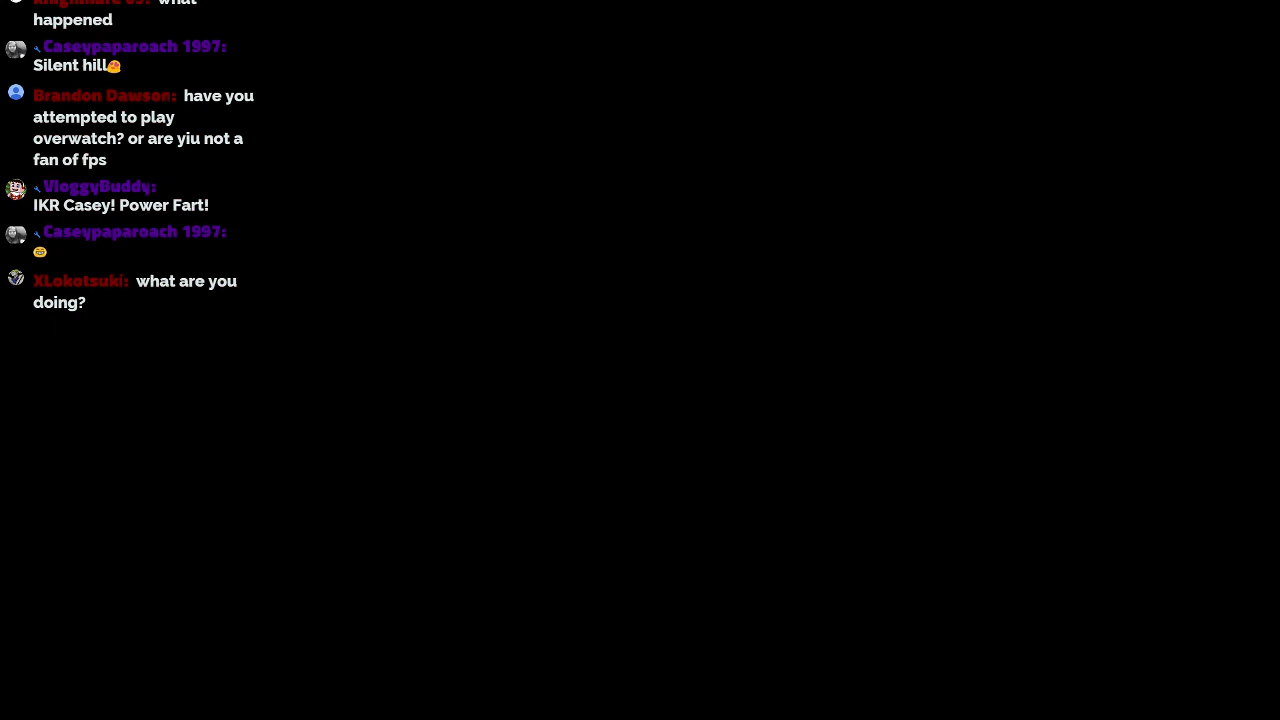 what
happened
Caseypaparoach 1997:
Silent hill😍
Brandon Dawson: have you
attempted to play
overwatch? or are yiu not a
fan of fps
VloggyBuddy:
IKR Casey! Power Fart!
Caseypaparoach 1997:
🤓
XLokotsuki: what are you
doing?